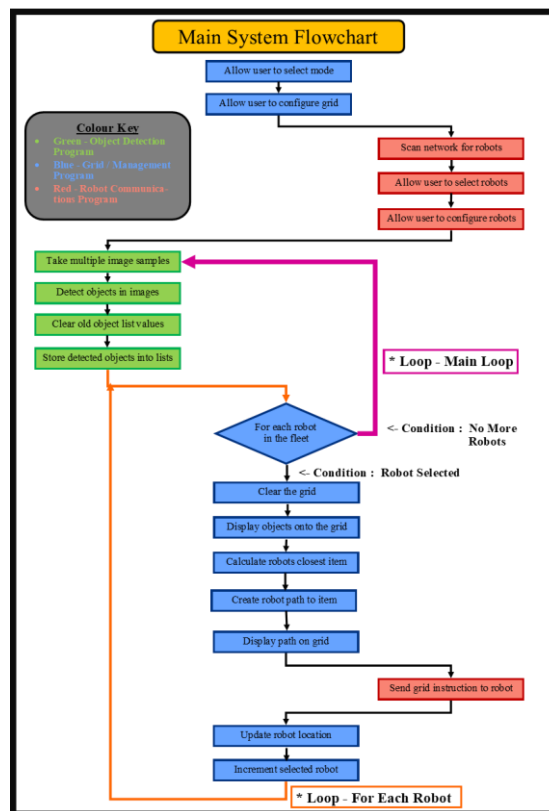 Main System Flowchart
Allow user to select mode
Allow user to configure grid
Colour Key
• Green - Object Detection
Program
• Blue - Grid / Management
Program
• Red - Robot Communica-
tions Program
Scan network for robots
Allow user to select robots
Allow user to configure robots
Take multiple image samples
Detect objects in images
Clear old object list values
Store detected objects into lists
* Loop - Main Loop
For each robot
in the fleet
<- Condition : No More
Robots
<- Condition : Robot Selected
Clear the grid
Display objects onto the grid
Calculate robots closest item
Create robot path to item
Display path on grid
Send grid instruction to robot
Update robot location
Increment selected robot
* Loop - For Each Robot